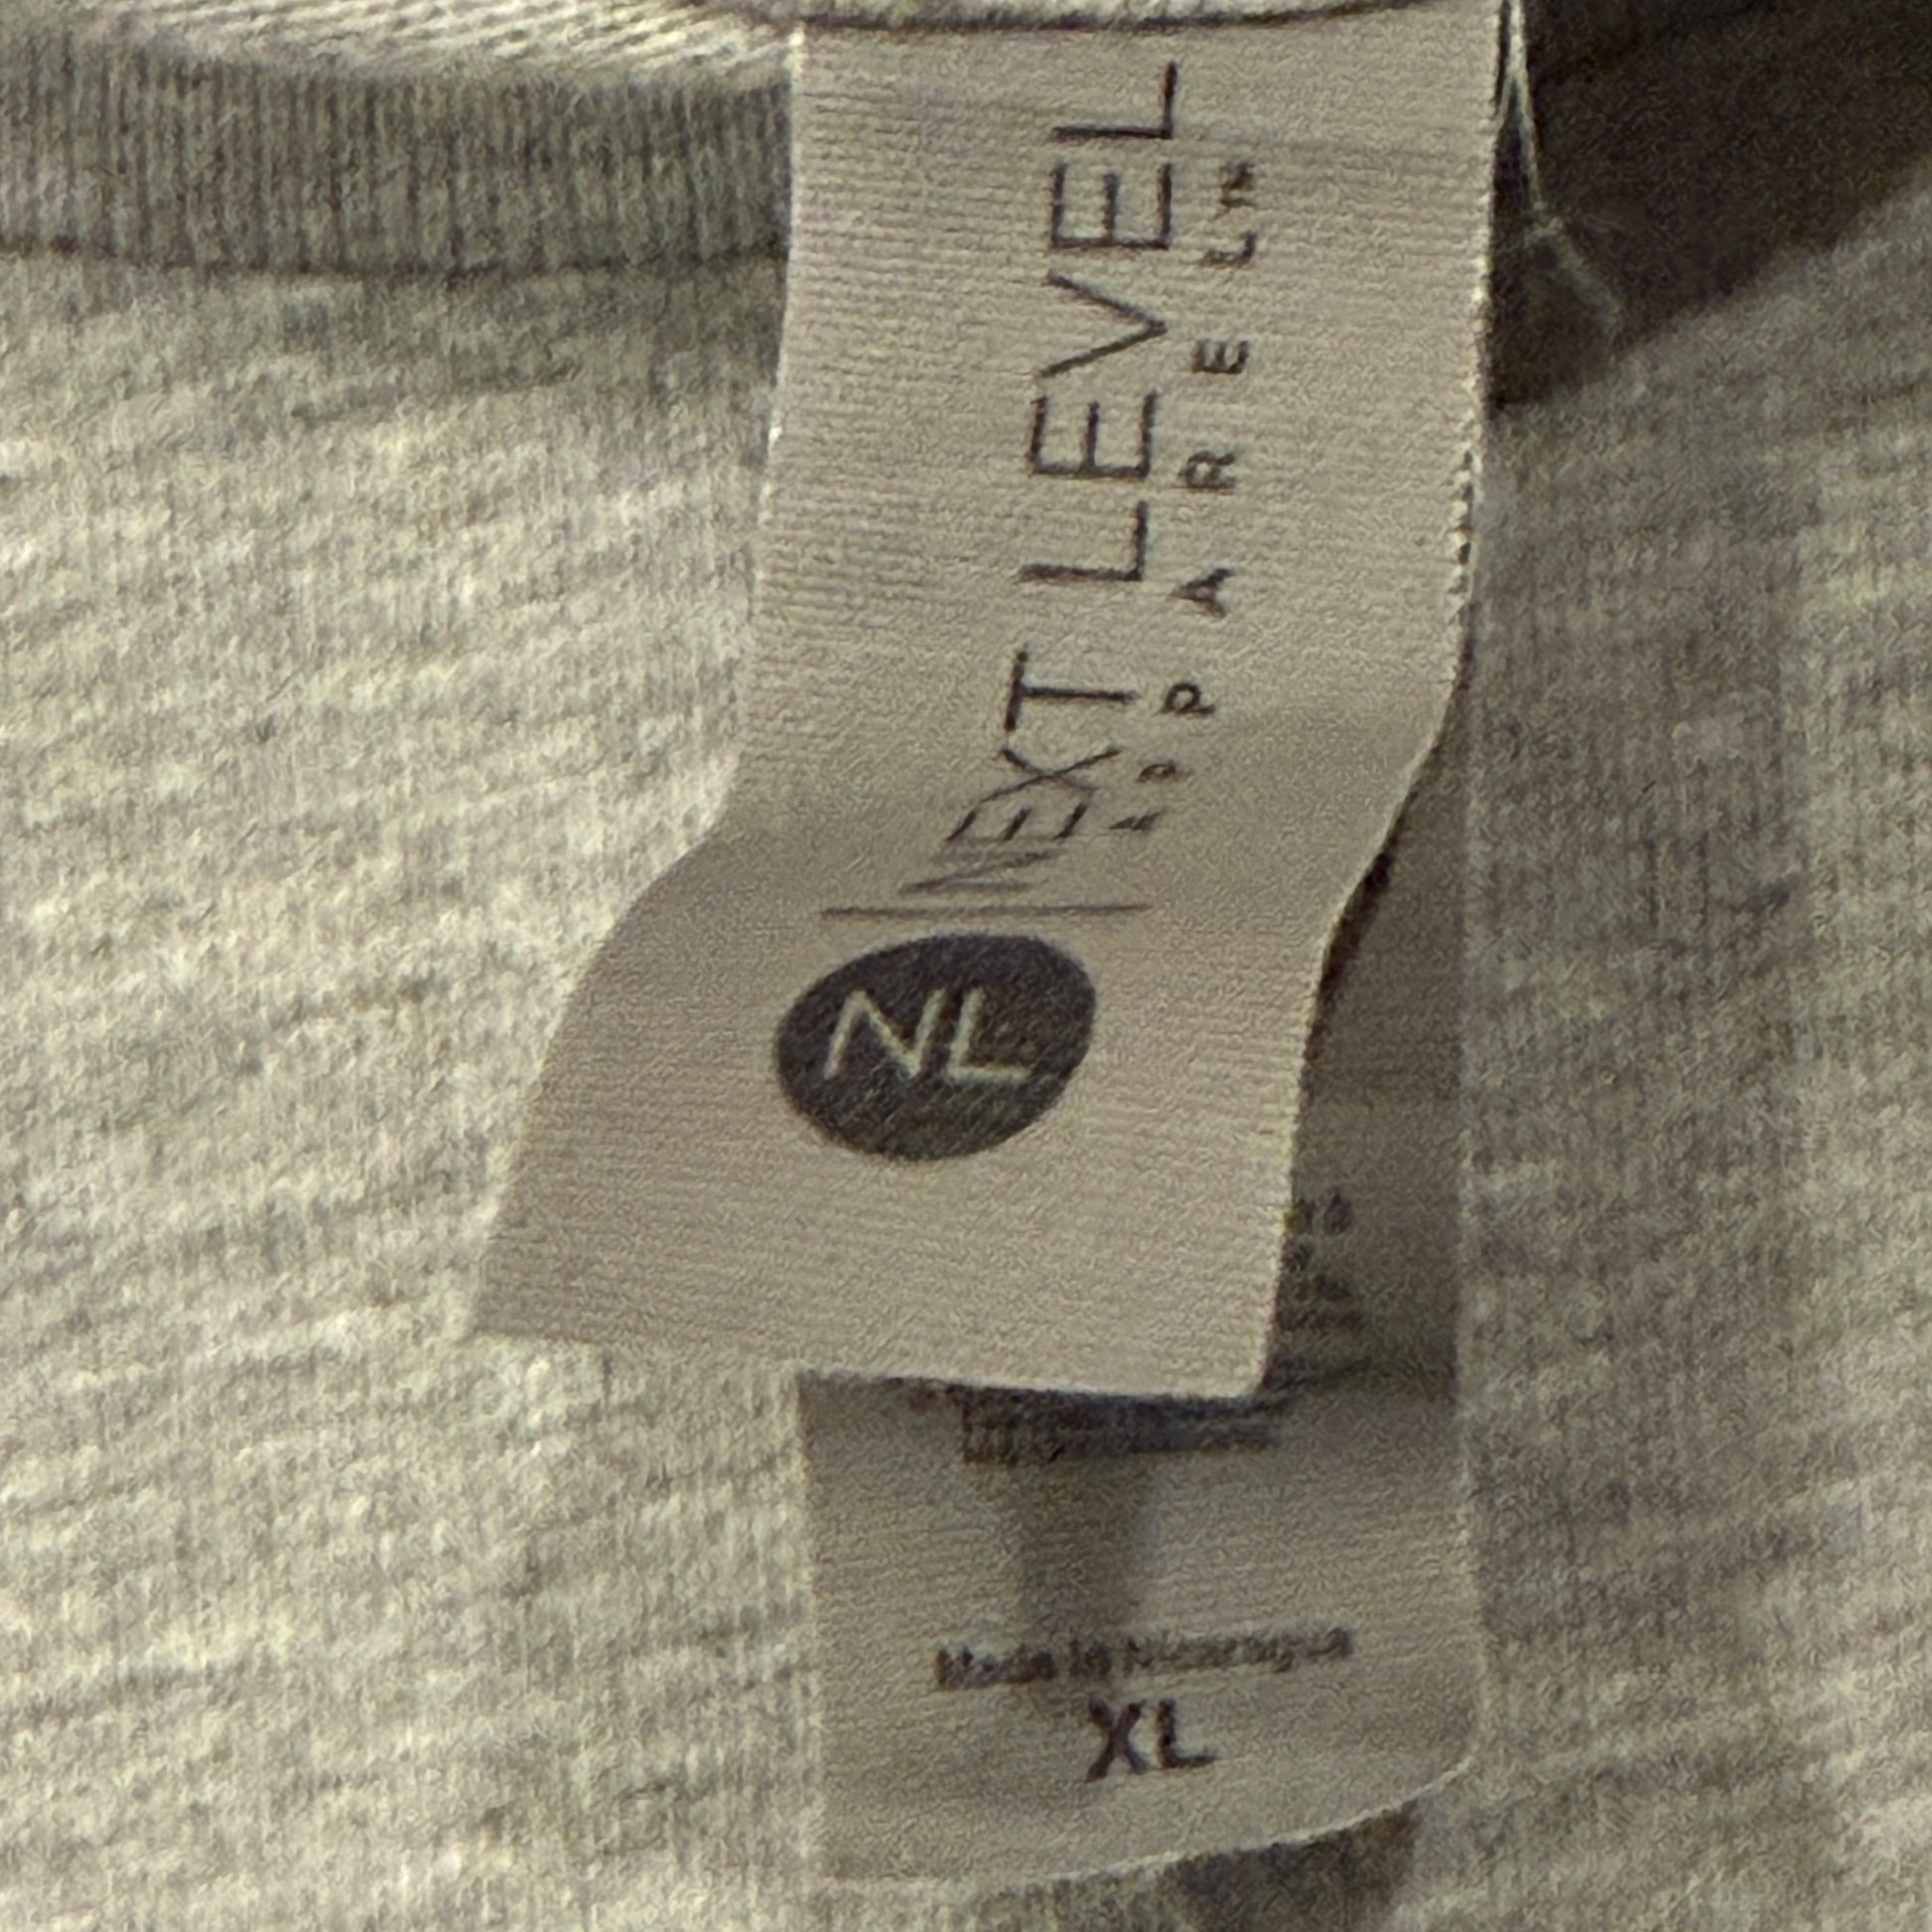 NL
NEXT LEVEL
APPAREL
Made in Nicaragua
XL